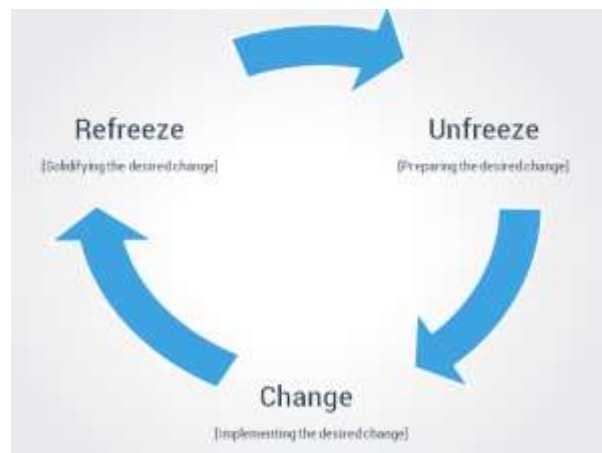 Refreeze
[Solidifying the desired change]
Unfreeze
[Preparing the desired change]
Change
[Implementing the desired change]